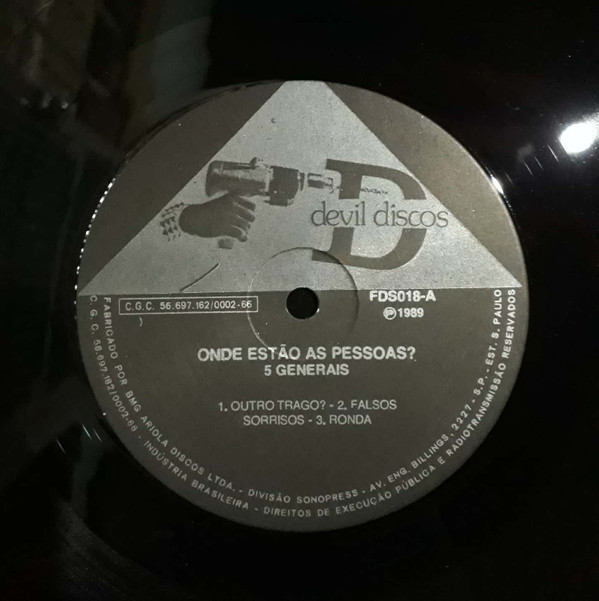 D
devil discos
C.G.C. 56.697.162/0002-66
FDS018-A
℗1989
ONDE ESTÃO AS PESSOAS?
5 GENERAIS
1. OUTRO TRAGO? - 2. FALSOS
SORRISOS - 3. RONDA
FABRICADO POR BMG ARIOLA DISCOS LTDA. - DIVISÃO SONOPRESS - AV. ENG. BILLINGS, 2227 - S.P. - EST. S. PAULO
C.G.C. 56.697.162/0002-66 - INDÚSTRIA BRASILEIRA - DIREITOS DE EXECUÇÃO PÚBLICA E RADIOTRANSMISSÃO RESERVADOS